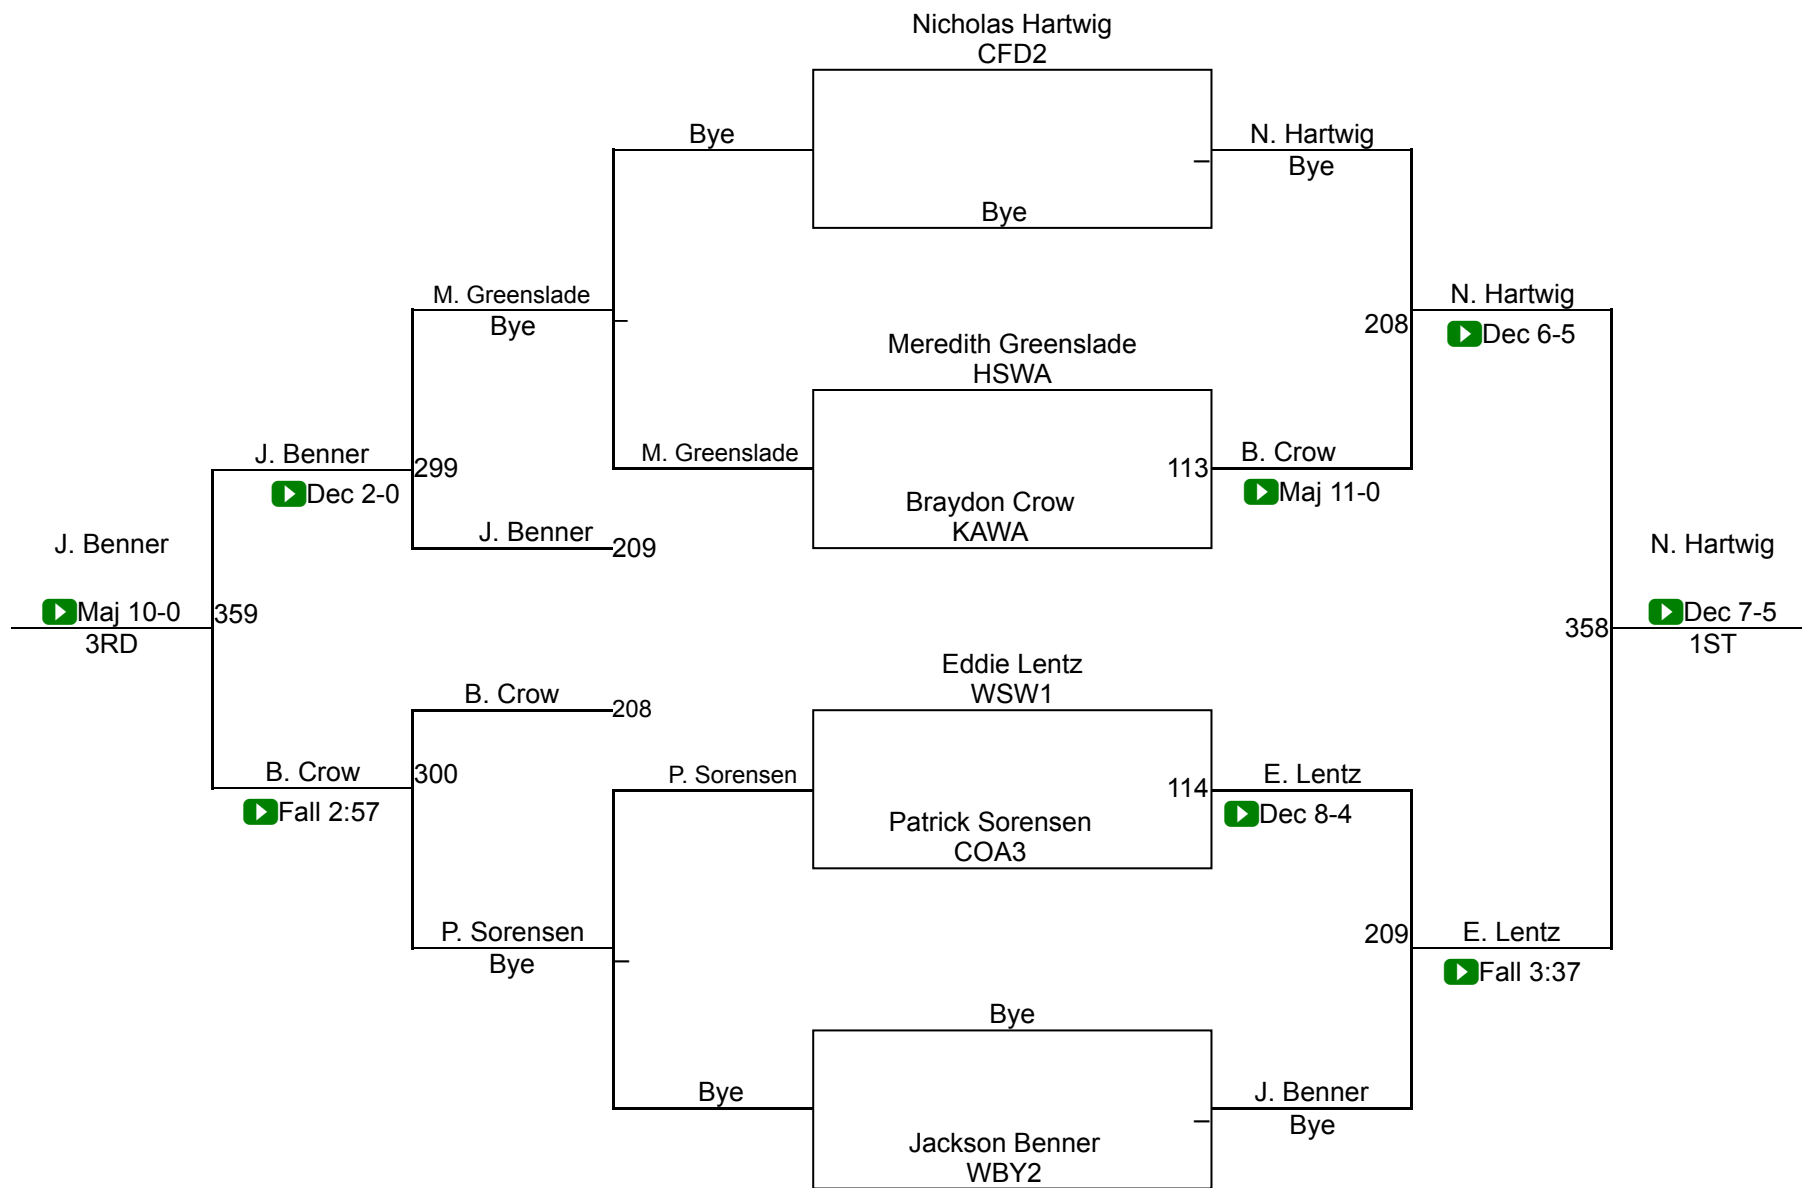 Nicholas Hartwig
CFD2
Bye
N. Hartwig
Bye
Bye
M. Greenslade
Bye
N. Hartwig
208
Dec 6-5
Meredith Greenslade
HSWA
J. Benner
299
M. Greenslade
113
B. Crow
Dec 2-0
Maj 11-0
Braydon Crow
KAWA
J. Benner
209
J. Benner
N. Hartwig
Maj 10-0
359
358
Dec 7-5
3RD
1ST
Eddie Lentz
WSW1
B. Crow
208
B. Crow
300
P. Sorensen
114
E. Lentz
Fall 2:57
Dec 8-4
Patrick Sorensen
COA3
P. Sorensen
Bye
209
E. Lentz
Fall 3:37
Bye
Bye
J. Benner
Bye
Jackson Benner
WBY2